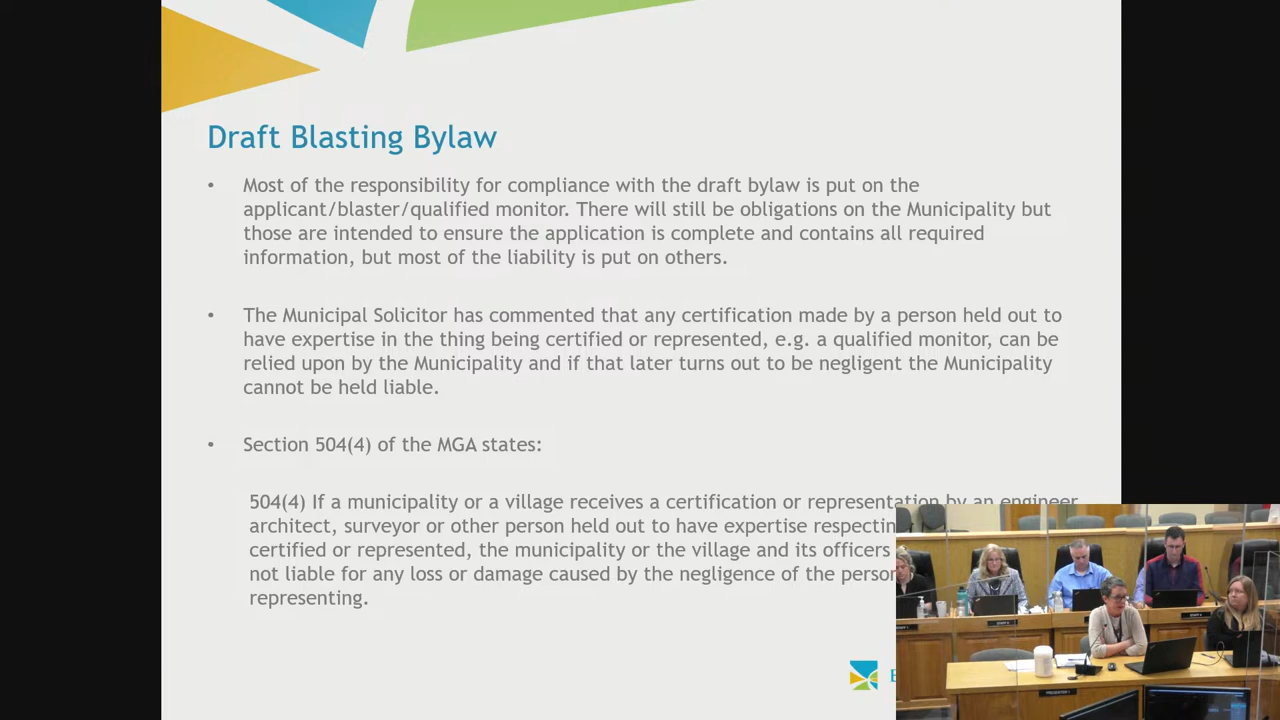 Draft Blasting Bylaw
• Most of the responsibility for compliance with the draft bylaw is put on the
applicant/blaster/qualified monitor. There will still be obligations on the Municipality but
those are intended to ensure the application is complete and contains all required
information, but most of the liability is put on others.
• The Municipal Solicitor has commented that any certification made by a person held out to
have expertise in the thing being certified or represented, e.g. a qualified monitor, can be
relied upon by the Municipality and if that later turns out to be negligent the Municipality
cannot be held liable.
• Section 504(4) of the MGA states:
504(4) If a municipality or a village receives a certification or representation by an engineer
architect, surveyor or other person held out to have expertise
certified or represented, the municipality or the village and its officers
not liable for any loss or damage caused by the negligence of the person
representing.
PRESENTER 1